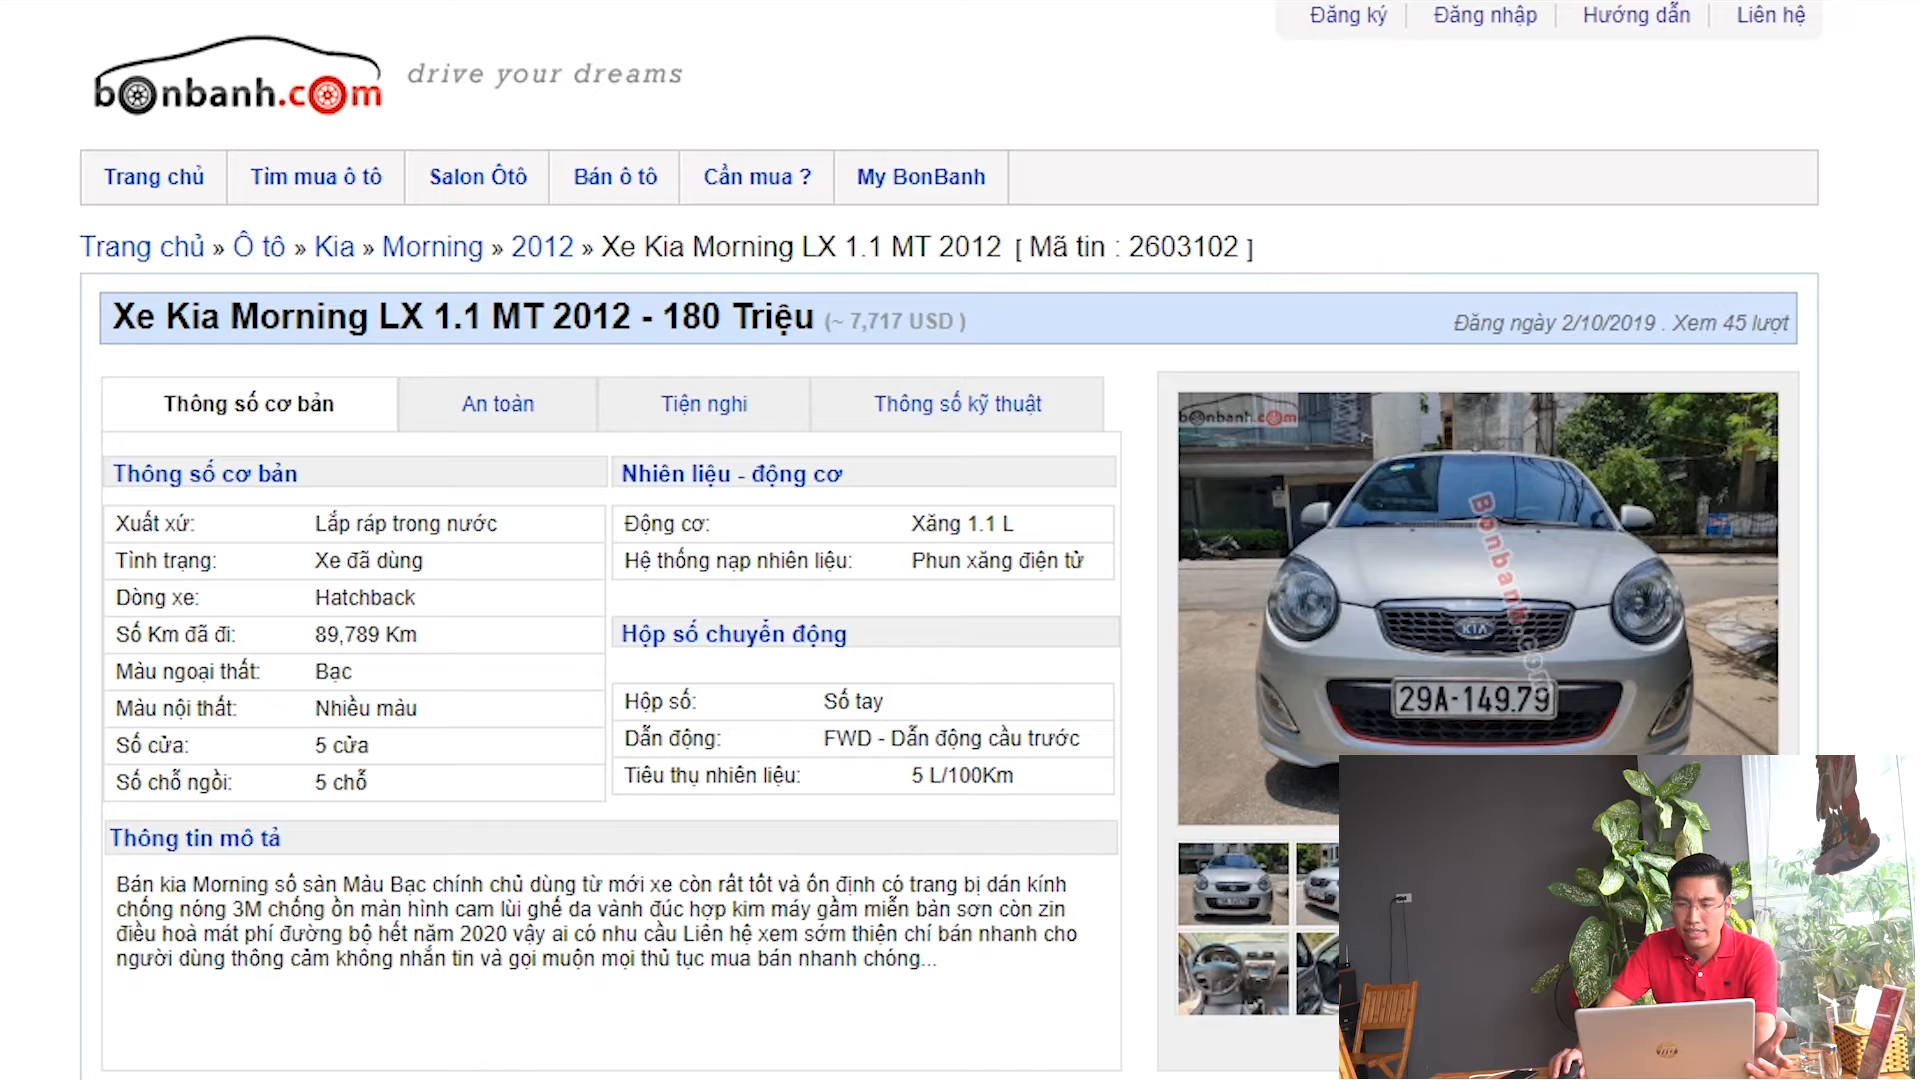 Đăng ký
Đăng nhập
Hướng dẫn
Liên hệ
bonbanh.com
drive your dreams
Trang chủ
Tìm mua ô tô
Salon Ôtô
Bán ô tô
Cần mua ?
My BonBanh
Trang chủ » Ô tô » Kia » Morning » 2012 » Xe Kia Morning LX 1.1 MT 2012 [ Mã tin : 2603102 ]
Xe Kia Morning LX 1.1 MT 2012 - 180 Triệu (~ 7,717 USD )
Đăng ngày 2/10/2019 . Xem 45 lượt
Thông số cơ bản
An toàn
Tiện nghi
Thông số kỹ thuật
Thông số cơ bản
Xuất xứ: Lắp ráp trong nước
Tình trạng: Xe đã dùng
Dòng xe: Hatchback
Số Km đã đi: 89,789 Km
Màu ngoại thất: Bạc
Màu nội thất: Nhiều màu
Số cửa: 5 cửa
Số chỗ ngồi: 5 chỗ
Nhiên liệu - động cơ
Động cơ: Xăng 1.1 L
Hệ thống nạp nhiên liệu: Phun xăng điện tử
Hộp số chuyển động
Hộp số: Số tay
Dẫn động: FWD - Dẫn động cầu trước
Tiêu thụ nhiên liệu: 5 L/100Km
Thông tin mô tả
Bán kia Morning số sàn Màu Bạc chính chủ dùng từ mới xe còn rất tốt và ổn định có trang bị dán kính
chống nóng 3M chống ồn màn hình cam lùi ghế da vành đúc hợp kim máy gầm miễn bàn sơn còn zin
điều hoà mát phí đường bộ hết năm 2020 vậy ai có nhu cầu Liên hệ xem sớm thiện chí bán nhanh cho
người dùng thông cảm không nhắn tin và gọi muộn mọi thủ tục mua bán nhanh chóng...
bonbanh.com
Bonbanh.com
KIA
29A-149.79
hp